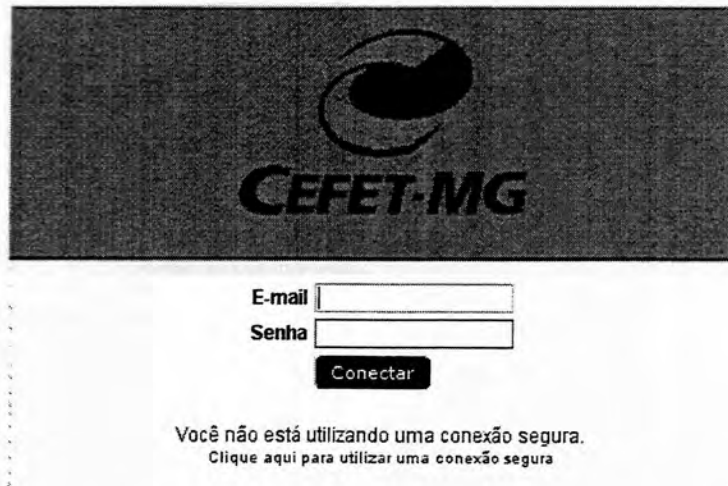 CEFET-MG
E-mail
Senha
Conectar
Você não está utilizando uma conexão segura.
Clique aqui para utilizar uma conexão segura